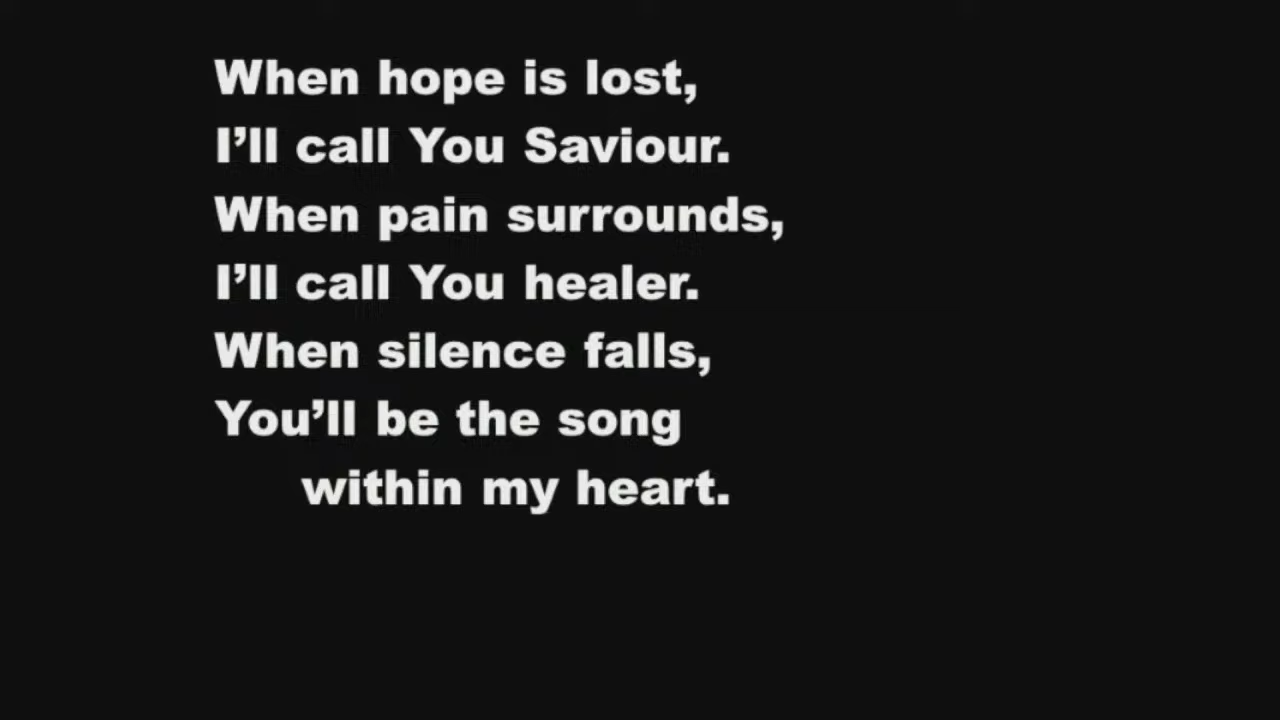 When hope is lost,
I’ll call You Saviour.
When pain surrounds,
I’ll call You healer.
When silence falls,
You’ll be the song
within my heart.